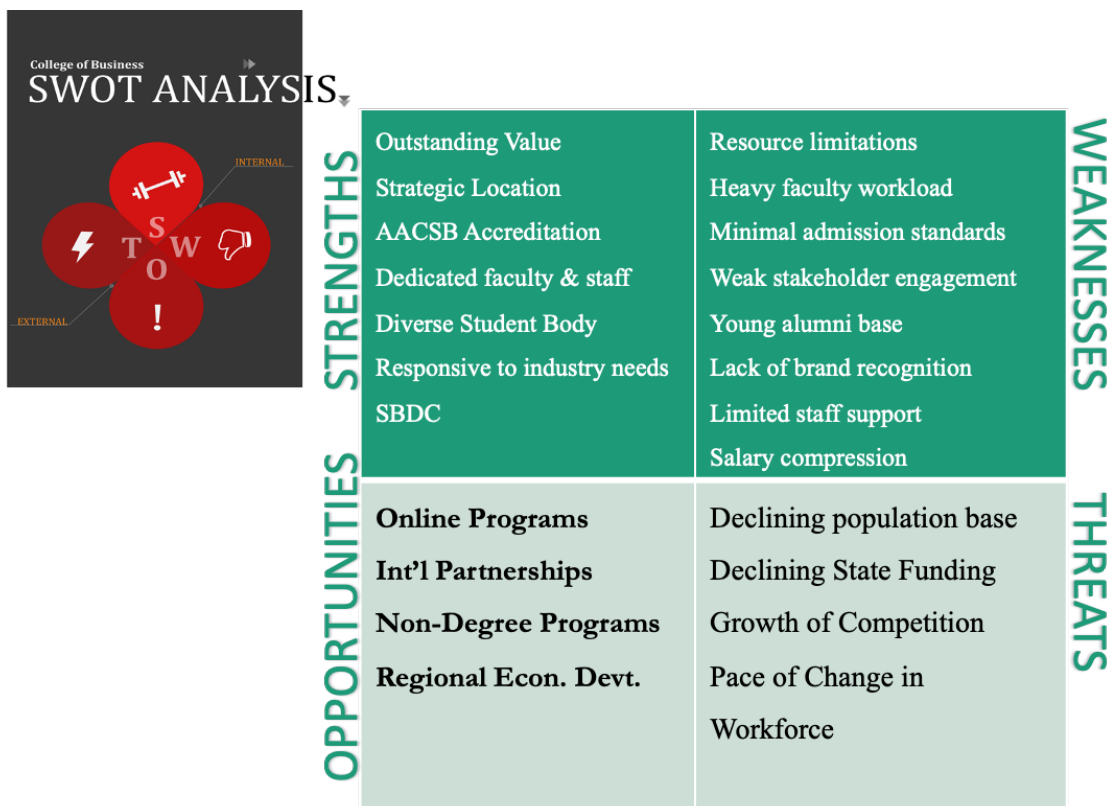 College of Business
SWOT ANALYSIS
INTERNAL
S
T W
O
EXTERNAL
STRENGTHS
Outstanding Value
Strategic Location
AACSB Accreditation
Dedicated faculty & staff
Diverse Student Body
Responsive to industry needs
SBDC
WEAKNESSES
Resource limitations
Heavy faculty workload
Minimal admission standards
Weak stakeholder engagement
Young alumni base
Lack of brand recognition
Limited staff support
Salary compression
OPPORTUNITIES
Online Programs
Int’l Partnerships
Non-Degree Programs
Regional Econ. Devt.
THREATS
Declining population base
Declining State Funding
Growth of Competition
Pace of Change in
Workforce